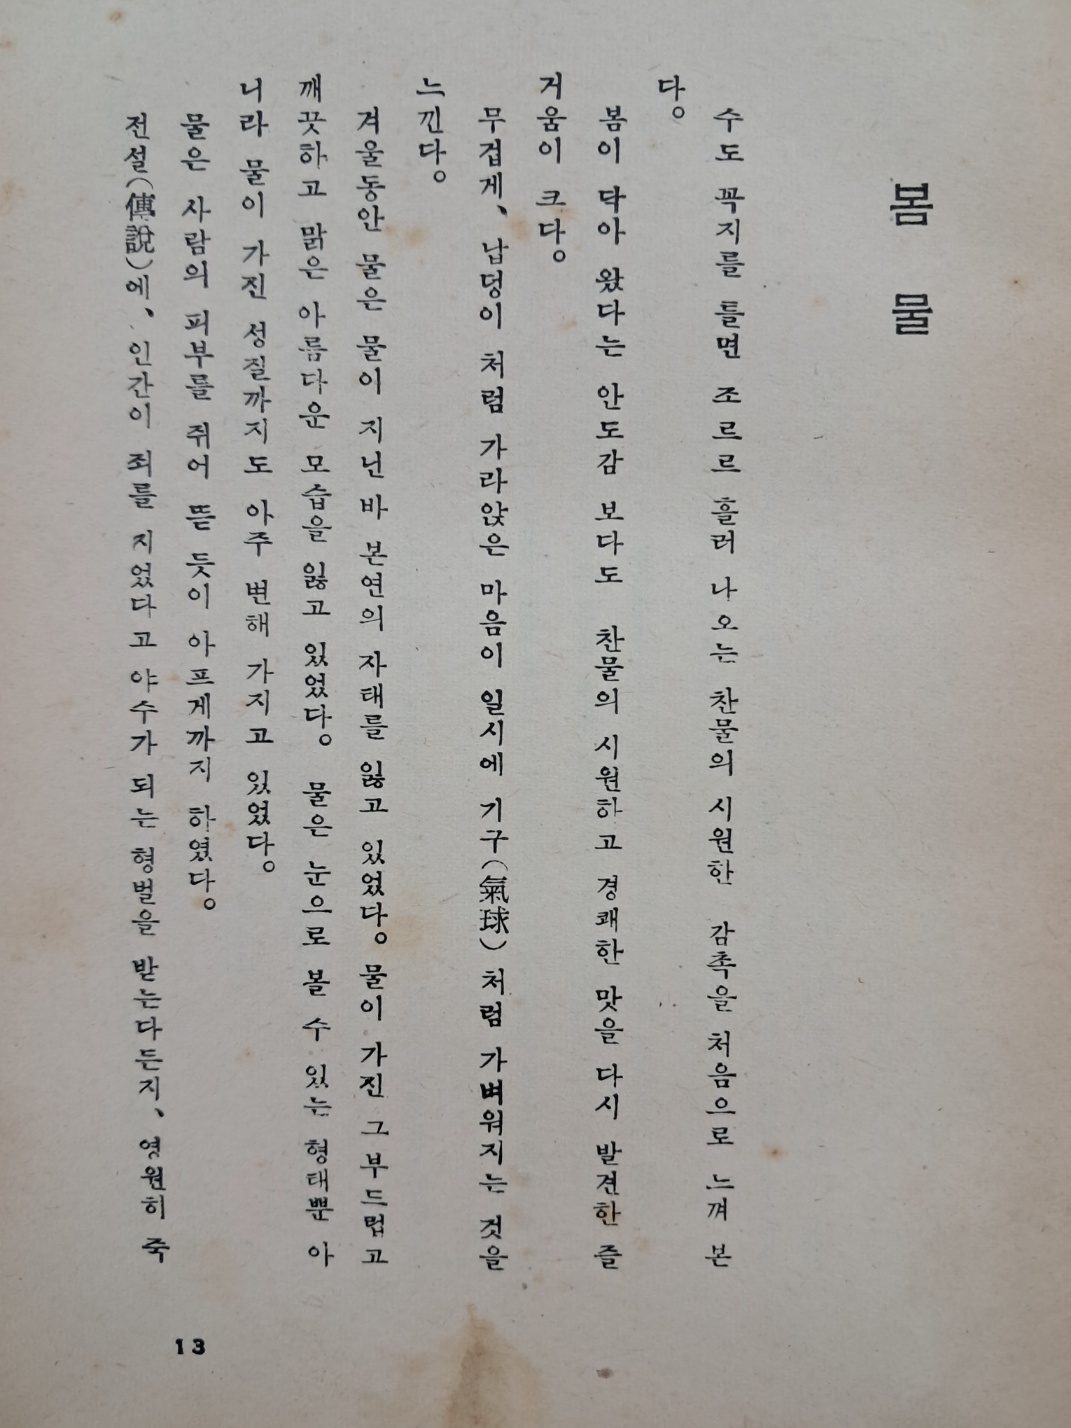 봄 물
수도 꼭지를 틀면 조르르 흘러 나오는 찬물의 시원한 감촉을 처음으로 느껴 본
다。
봄이 닥아 왔다는 안도감 보다도 찬물의 시원하고 경쾌한 맛을 다시 발견한 즐
거움이 크다。
무겁게、납덩이 처럼 가라앉은 마음이 일시에 기구(氣球)처럼 가벼워지는 것을
느낀다。
겨울동안 물은 물이 지닌바 본연의 자태를 잃고 있었다。물이 가진 그 부드럽고
깨끗하고 맑은 아름다운 모습을 잃고 있었다。물은 눈으로 볼 수 있는 형태뿐 아
니라 물이 가진 성질까지도 아주 변해 가지고 있었다。
물은 사람의 피부를 쥐어 뜯 듯이 아프게까지 하였다。
전설(傳說)에、인간이 죄를 지었다고 야수가 되는 형벌을 받는다든지、영원히 죽
13